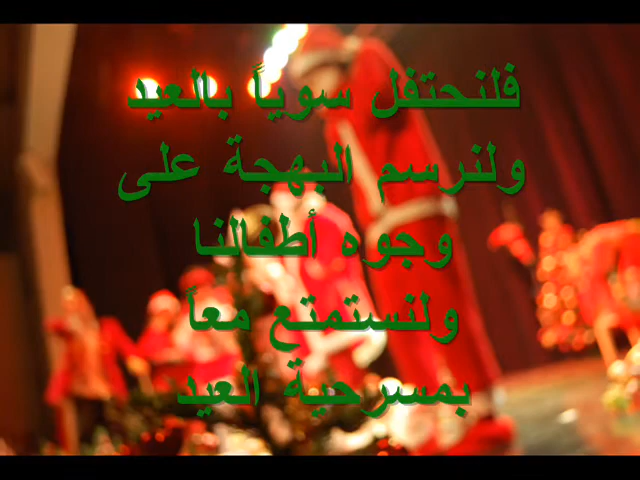 فلنحتفل سوياً بالعيد
ولنرسم البهجة على
وجوه أطفالنا
ولنستمتع معاً
بمسرحية العيد